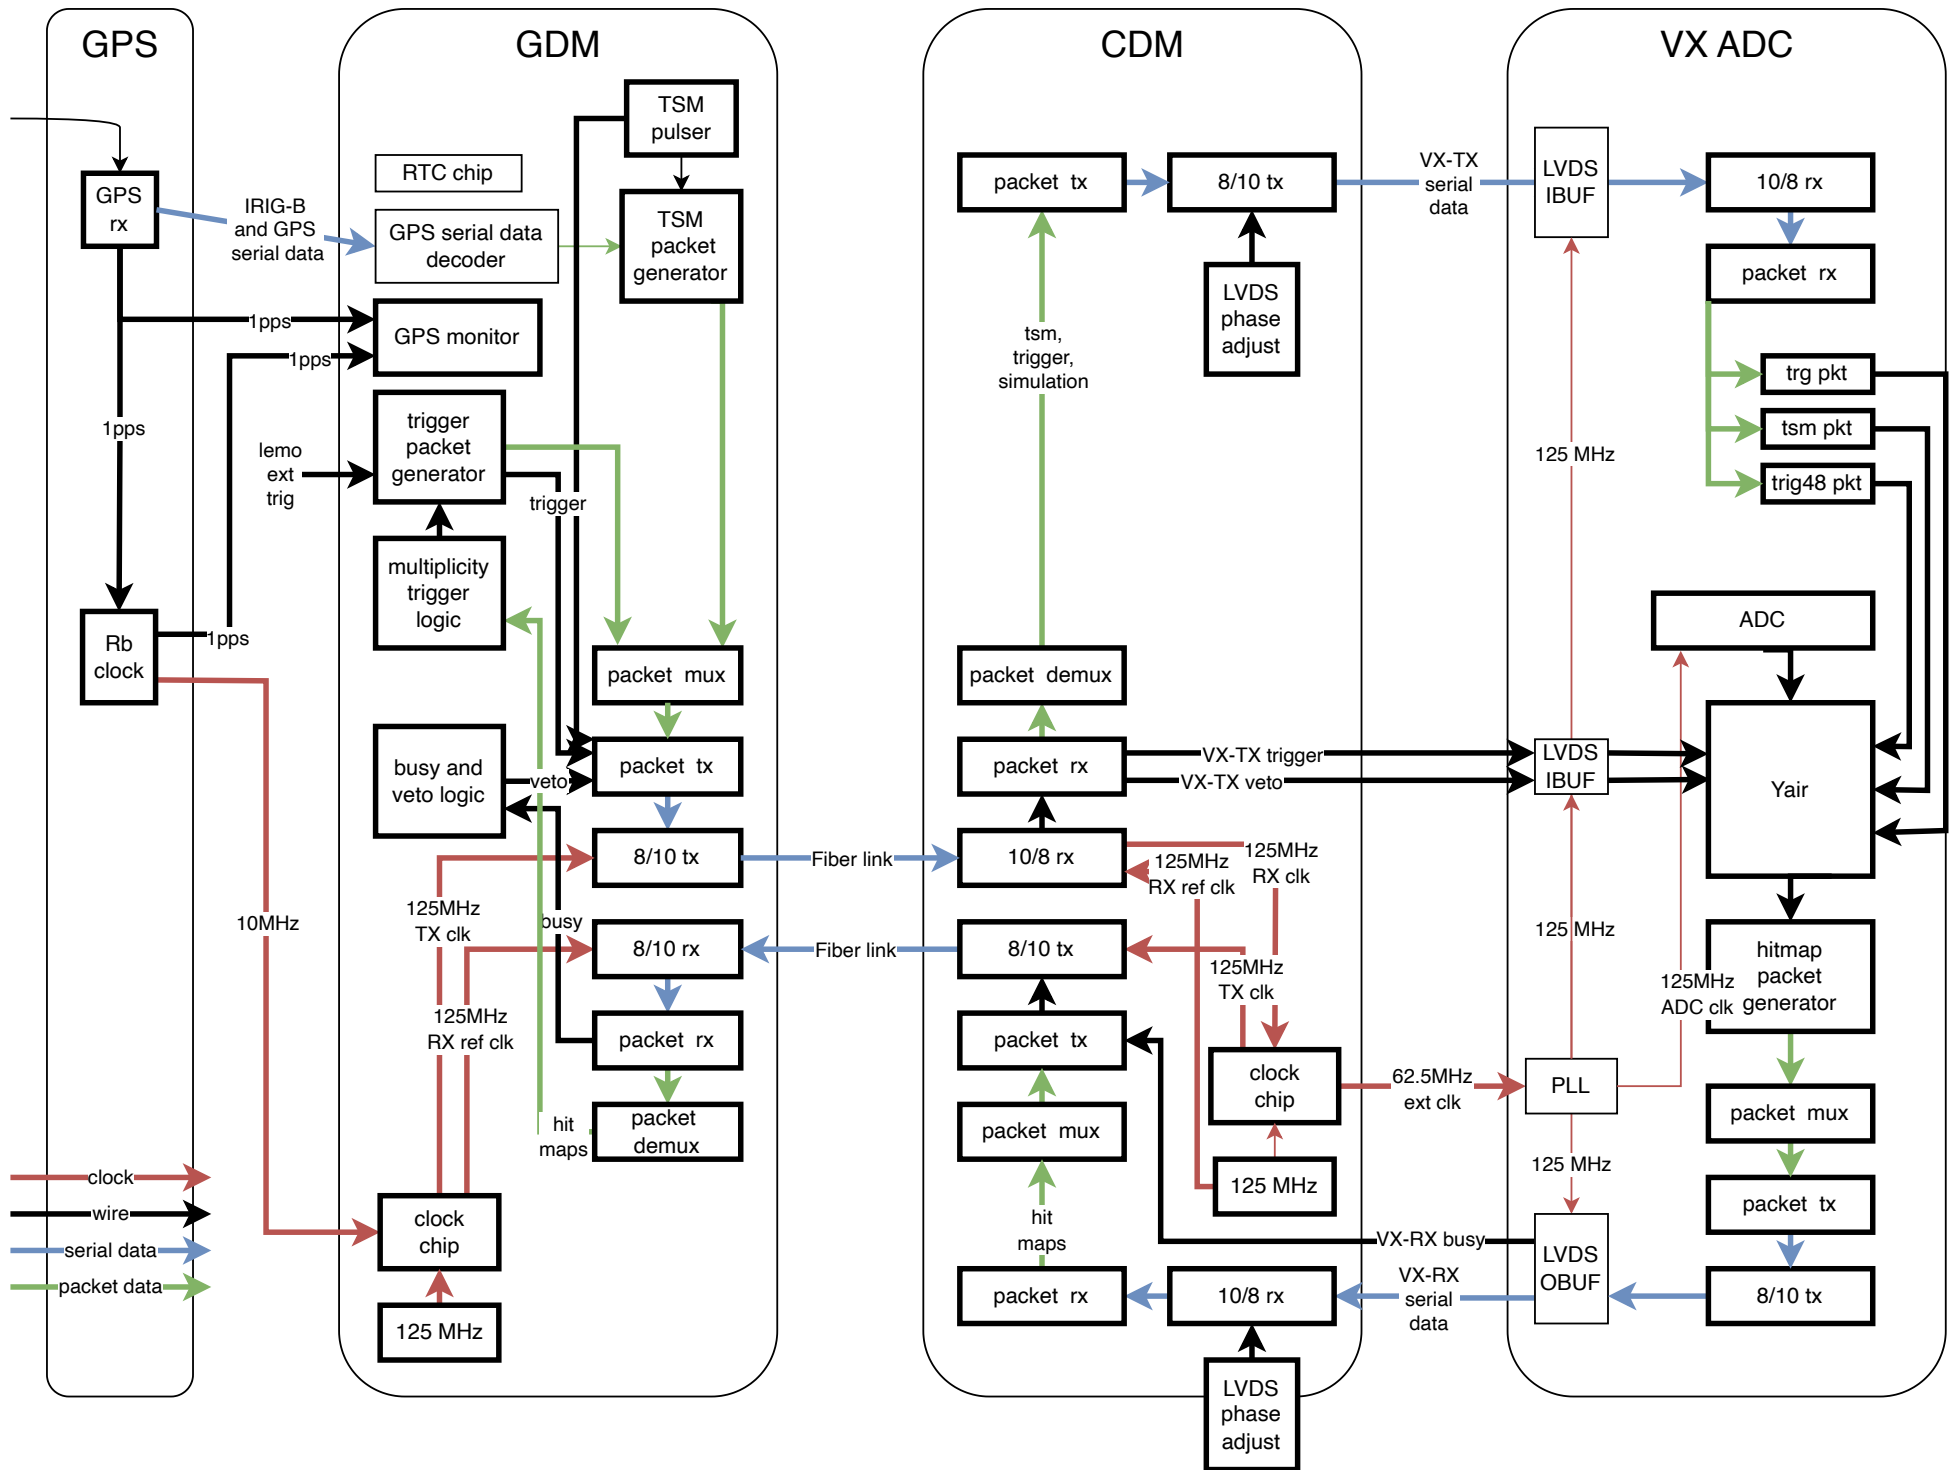 GPS
GDM
CDM
VX ADC
GPS
rx
IRIG-B
and GPS
serial data
1pps
1pps
1pps
1pps
Rb
clock
10MHz
lemo
ext
trig
clock
wire
serial data
packet data
TSM
pulser
RTC chip
GPS serial data
decoder
TSM
packet
generator
GPS monitor
trigger
packet
generator
trigger
multiplicity
trigger
logic
packet mux
busy and
veto logic
veto
packet tx
8/10 tx
125MHz
TX clk
busy
8/10 rx
125MHz
RX ref clk
packet rx
hit
maps
packet
demux
clock
chip
125 MHz
Fiber link
Fiber link
packet tx
8/10 tx
LVDS
phase
adjust
tsm,
trigger,
simulation
packet demux
packet rx
10/8 rx
125MHz
RX ref clk
125MHz
RX clk
8/10 tx
125MHz
TX clk
packet tx
clock
chip
packet mux
125 MHz
hit
maps
packet rx
10/8 rx
LVDS
phase
adjust
VX-TX
serial
data
VX-TX trigger
VX-TX veto
62.5MHz
ext clk
VX-RX busy
VX-RX
serial
data
LVDS
IBUF
10/8 rx
packet rx
trg pkt
tsm pkt
trig48 pkt
125 MHz
ADC
LVDS
IBUF
Yair
125 MHz
125MHz
ADC clk
hitmap
packet
generator
PLL
packet mux
125 MHz
packet tx
LVDS
OBUF
8/10 tx